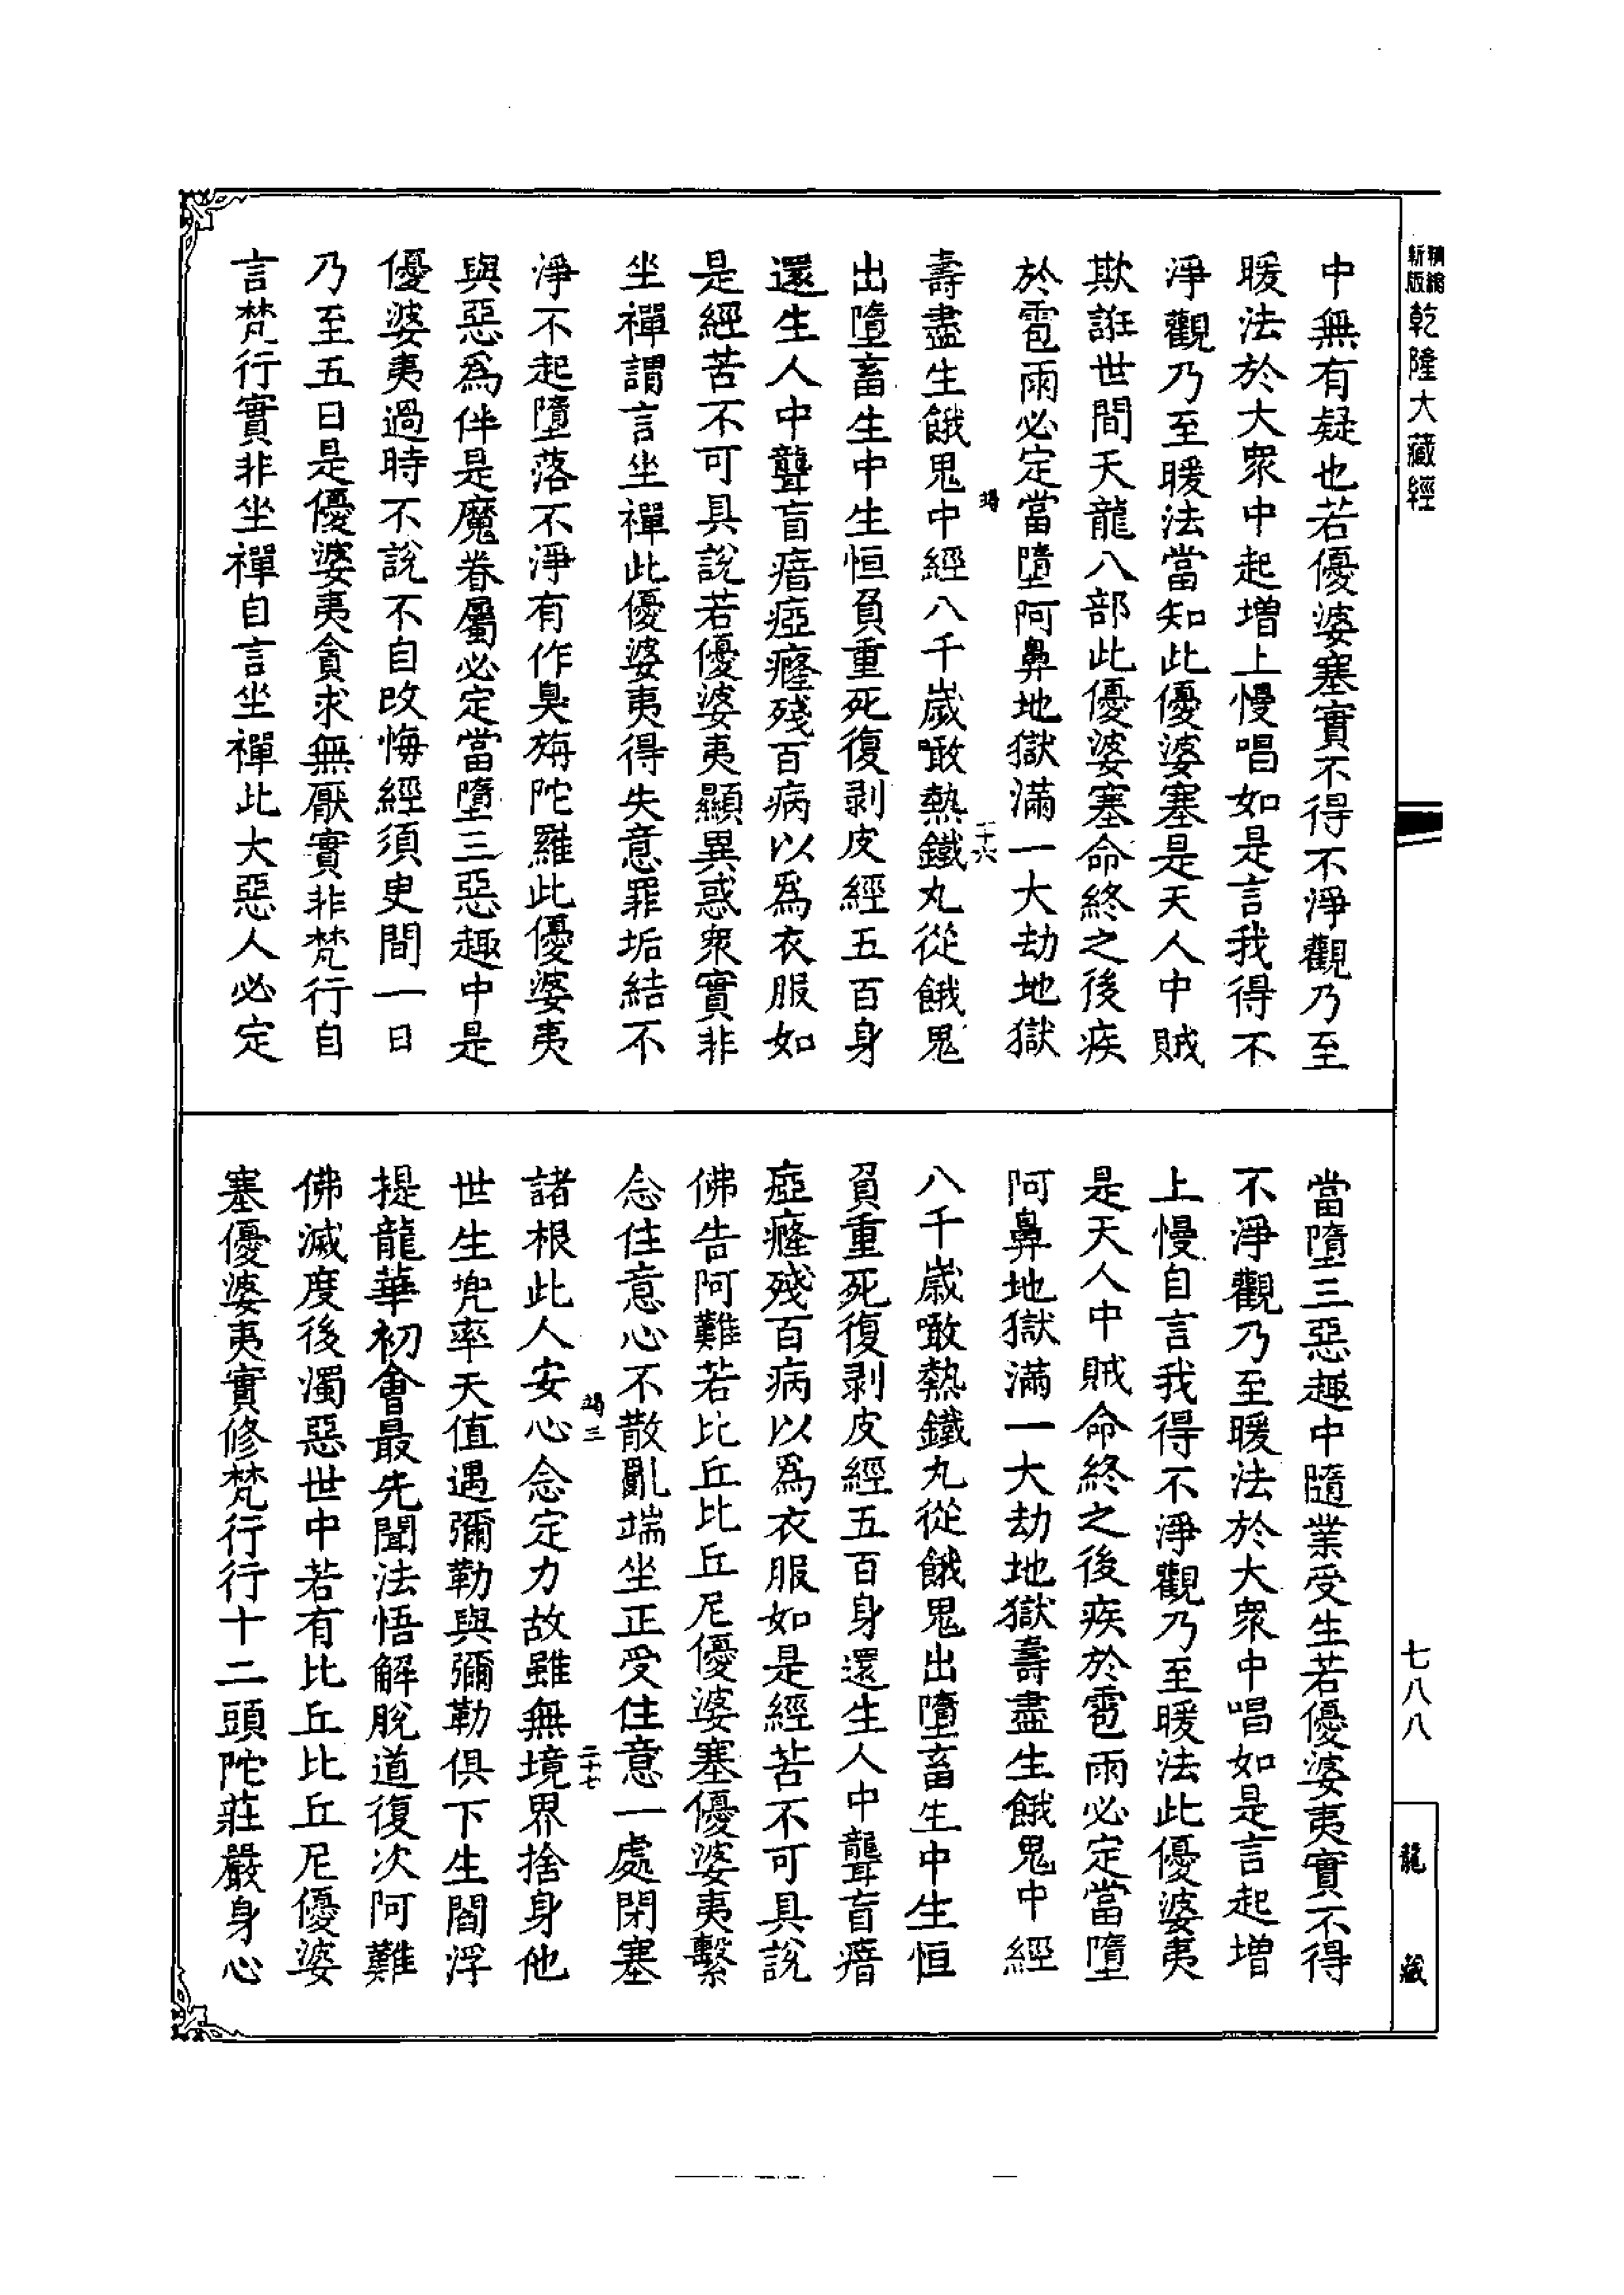 精繕
新版
乾隆大藏經
中無有疑也若優婆塞實不得不淨觀乃至
暖法於大衆中起增上慢唱如是言我得不
淨觀乃至暖法當知此優婆塞是天人中賊
欺誑世間天龍八部此優婆塞命終之後疾
於雹雨必定當墮阿鼻地獄滿一大劫地獄
竭
二十六
壽盡生餓鬼中經八千歲噉熱鐵丸從餓鬼
出墮畜生中生恒負重死復剥皮經五百身
還生人中聾盲瘖瘂癃殘百病以爲衣服如
是經苦不可具說若優婆夷顯異惑衆實非
坐禪謂言坐禪此優婆夷得失意罪垢結不
淨不起墮落不淨有作臭旃陀羅此優婆夷
與惡爲伴是魔眷屬必定當墮三惡趣中是
優婆夷過時不說不自改悔經須臾間一日
乃至五日是優婆夷貪求無厭實非梵行自
言梵行實非坐禪自言坐禪此大惡人必定
當墮三惡趣中隨業受生若優婆夷實不得
不淨觀乃至暖法於大衆中唱如是言起增
上慢自言我得不淨觀乃至暖法此優婆夷
是天人中賊命終之後疾於雹雨必定當墮
阿鼻地獄滿一大劫地獄壽盡生餓鬼中經
八千歲噉熱鐵丸從餓鬼出墮畜生中生恒
負重死復剥皮經五百身還生人中聾盲瘖
瘂癃殘百病以爲衣服如是經苦不可具說
佛告阿難若比丘比丘尼優婆塞優婆夷繫
念住意心不散亂端坐正受住意一處閉塞
竭三
二十七
諸根此人安心念定力故雖無境界捨身他
世生兜率天值遇彌勒與彌勒俱下生閻浮
提龍華初會最先聞法悟解脫道復次阿難
佛滅度後濁惡世中若有比丘比丘尼優婆
塞優婆夷實修梵行行十二頭陀莊嚴身心
七八八
龍藏